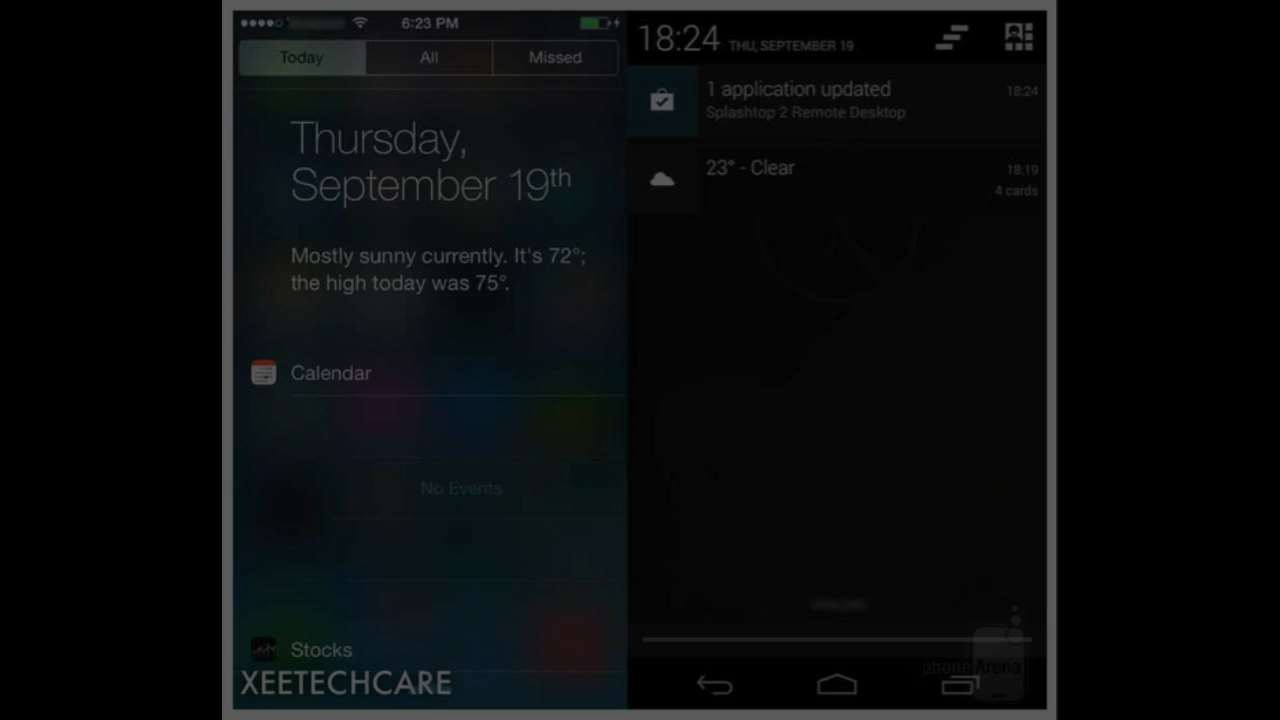 6:23 PM
Today
All
Missed
Thursday,
September 19th
Mostly sunny currently. It's 72°;
the high today was 75°.
Calendar
No Events
Stocks
XEETECHCARE
18:24 THU, SEPTEMBER 19
1 application updated
18:24
Splashtop 2 Remote Desktop
23° - Clear
18:19
4 cards
phoneArena